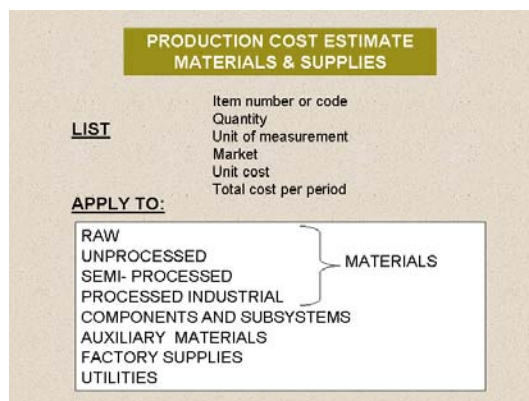 PRODUCTION COST ESTIMATE
MATERIALS & SUPPLIES
LIST
Item number or code
Quantity
Unit of measurement
Market
Unit cost
Total cost per period
APPLY TO:
RAW
UNPROCESSED
SEMI- PROCESSED
PROCESSED INDUSTRIAL
MATERIALS
COMPONENTS AND SUBSYSTEMS
AUXILIARY MATERIALS
FACTORY SUPPLIES
UTILITIES